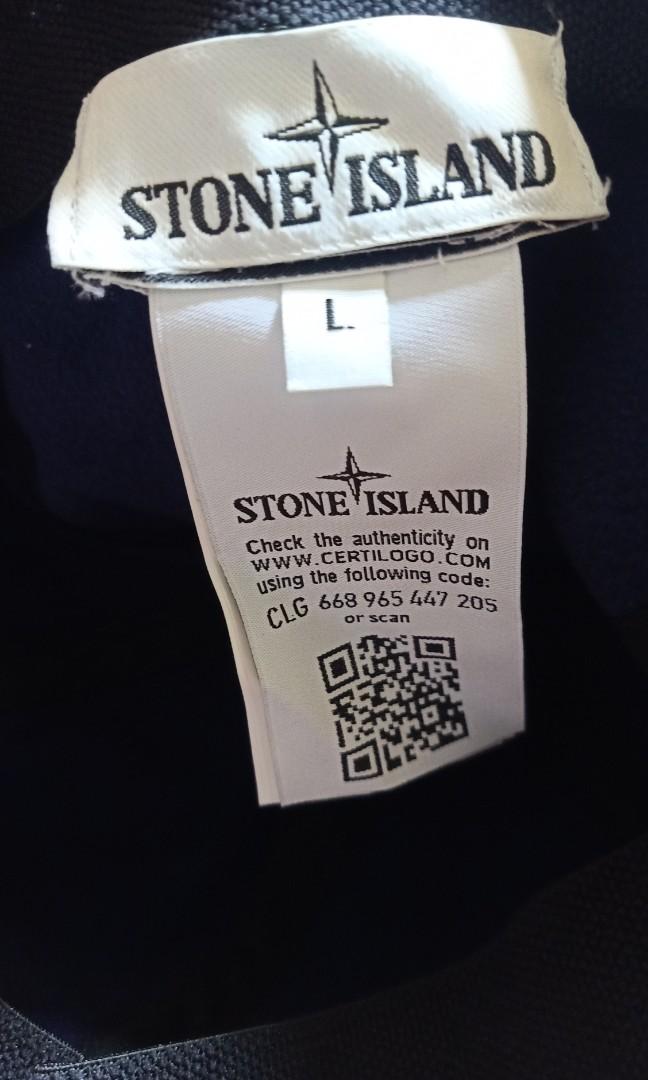 STONE ISLAND
L.
STONE ISLAND
Check the authenticity on
WWW.CERTILOGO.COM
using the following code:
CLG 668 965 447 205
or scan